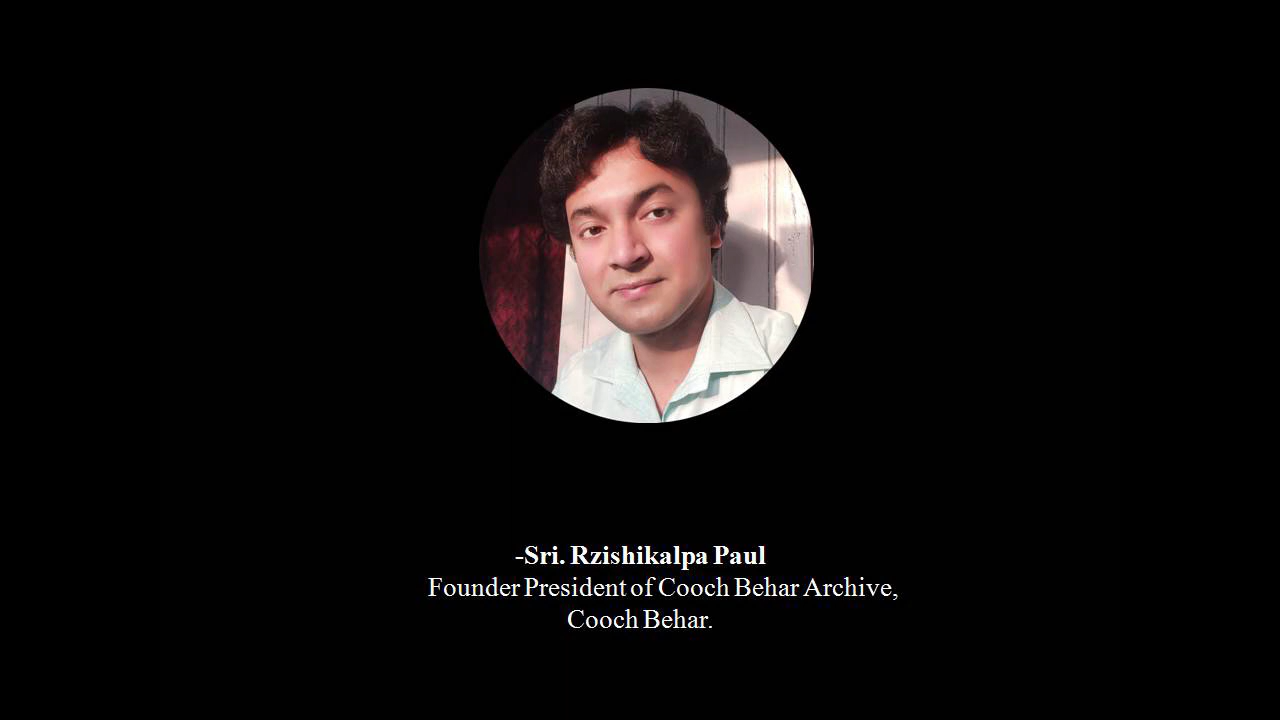 -Sri. Rzishikalpa Paul
Founder President of Cooch Behar Archive,
Cooch Behar.